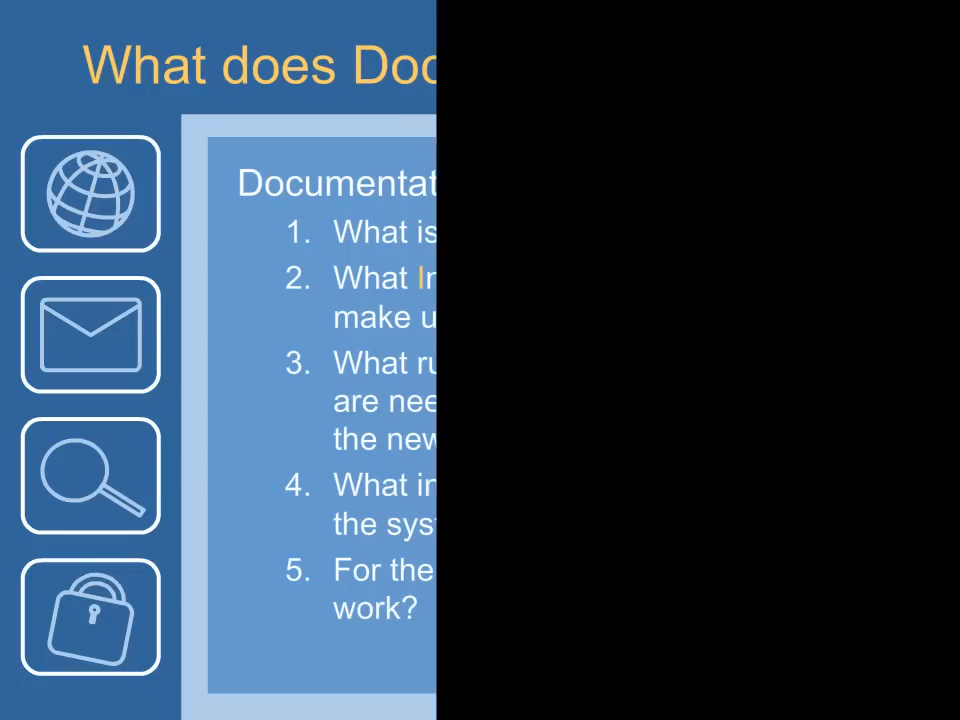 What does Doc
Documentat
1. What is
2. What In
make u
3. What ru
are nee
the new
4. What in
the syst
5. For the
work?